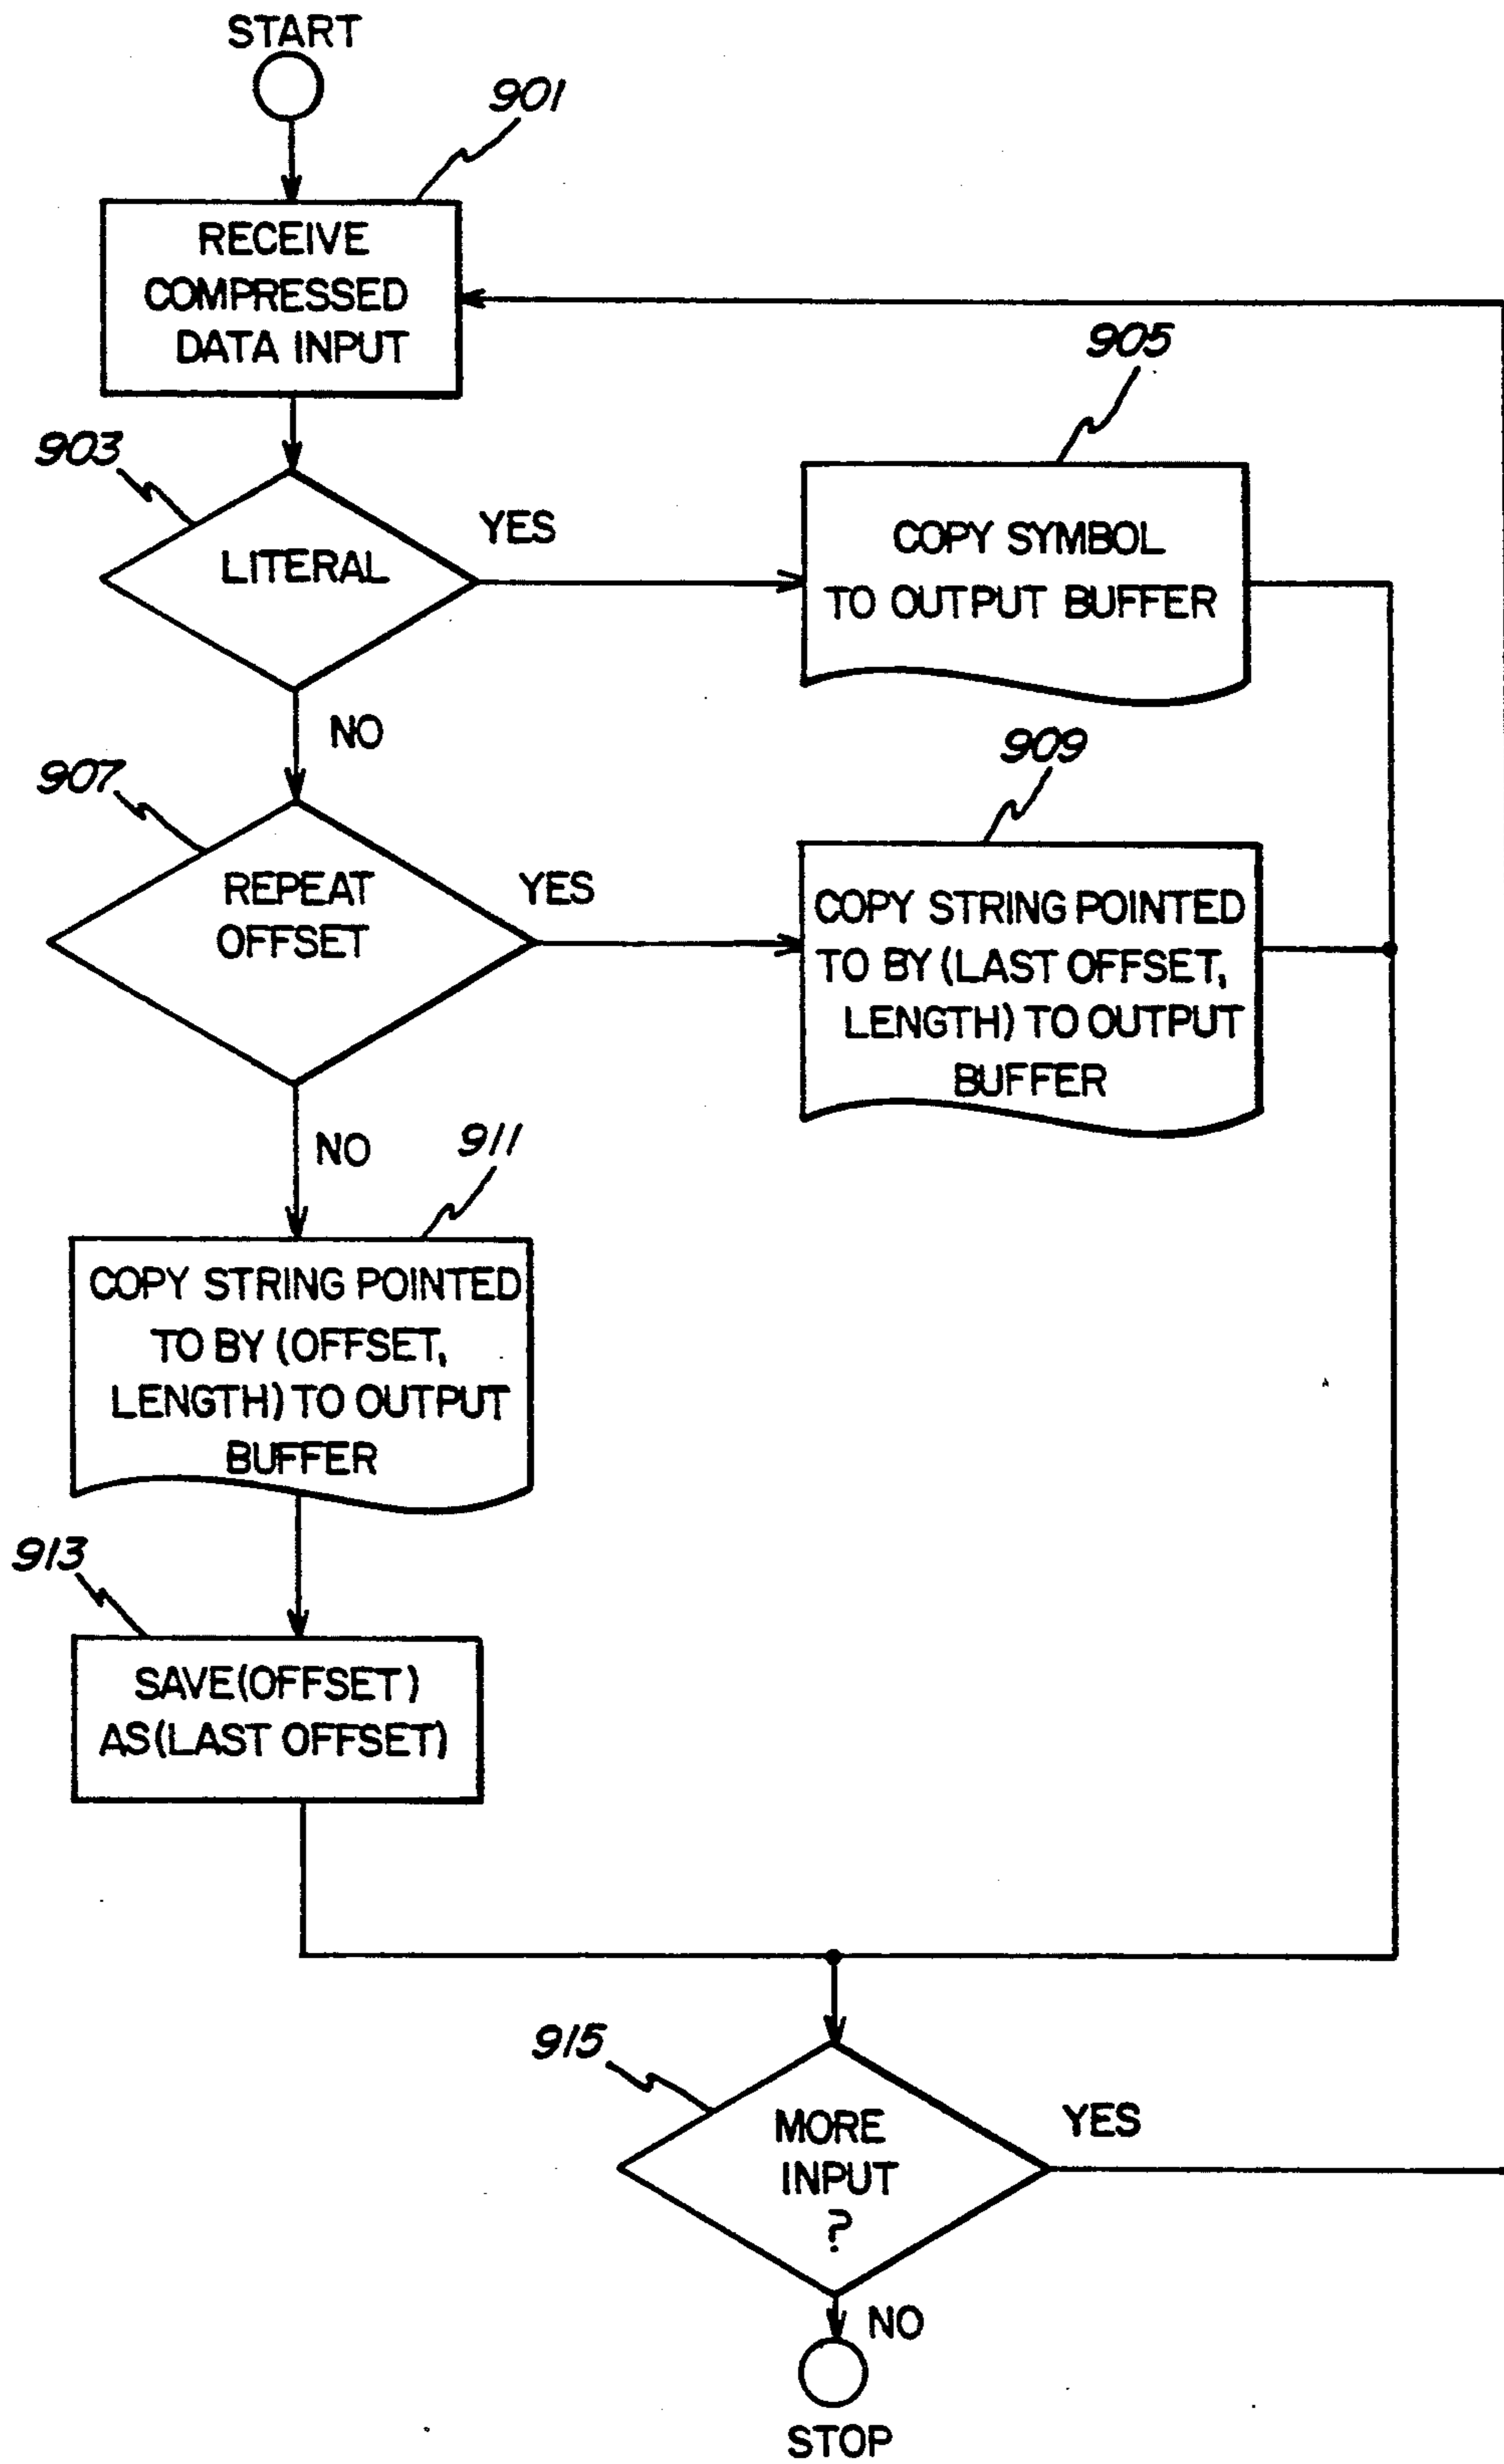 START
901
RECEIVE
COMPRESSED
DATA INPUT
903
LITERAL
YES
905
COPY SYMBOL
TO OUTPUT BUFFER
NO
907
REPEAT
OFFSET
YES
909
COPY STRING POINTED
TO BY (LAST OFFSET,
LENGTH) TO OUTPUT
BUFFER
NO
911
COPY STRING POINTED
TO BY (OFFSET,
LENGTH) TO OUTPUT
BUFFER
913
SAVE(OFFSET)
AS(LAST OFFSET)
915
MORE
INPUT
?
YES
NO
STOP